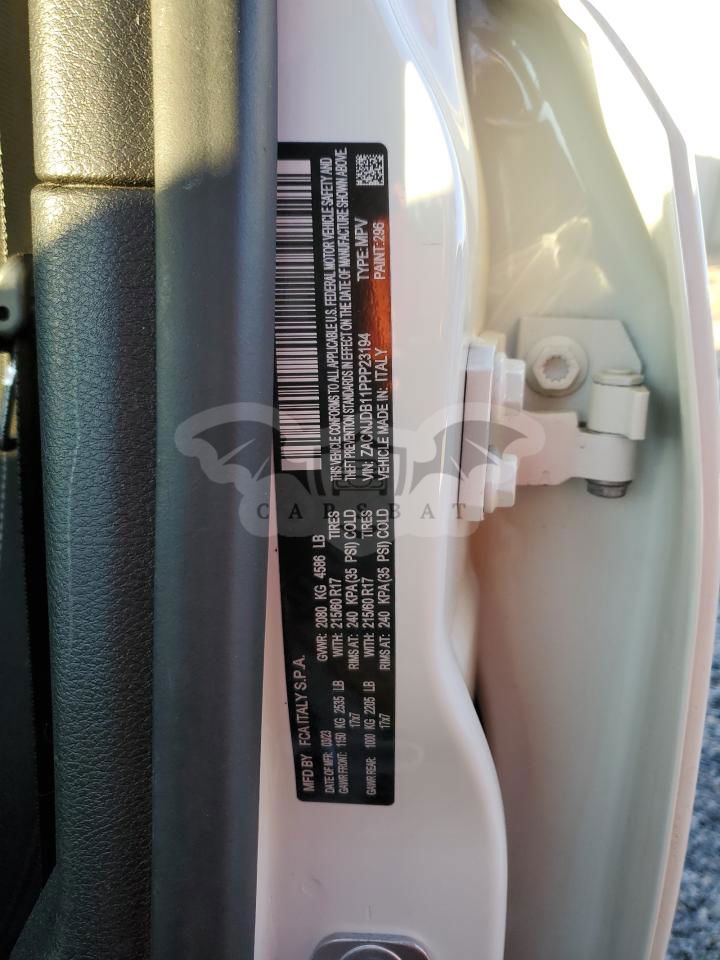 MFD BY FCA ITALY S.P.A.
DATE OF MFR: 03/23 GVWR: 2080 KG 4586 LB
GAWR FRONT: 1150 KG 2535 LB WITH: 215/60 R17 TIRES
17x7 RIMS AT: 240 KPA(35 PSI) COLD
GAWR REAR: 1000 KG 2205 LB WITH: 215/60 R17 TIRES
17x7 RIMS AT: 240 KPA(35 PSI) COLD
THIS VEHICLE CONFORMS TO ALL APPLICABLE U.S. FEDERAL MOTOR VEHICLE SAFETY AND
THEFT PREVENTION STANDARDS IN EFFECT ON THE DATE OF MANUFACTURE SHOWN ABOVE.
VIN: ZACNJDB11PPP23194 TYPE: MPV
VEHICLE MADE IN: ITALY PAINT: 296
CARSBAT